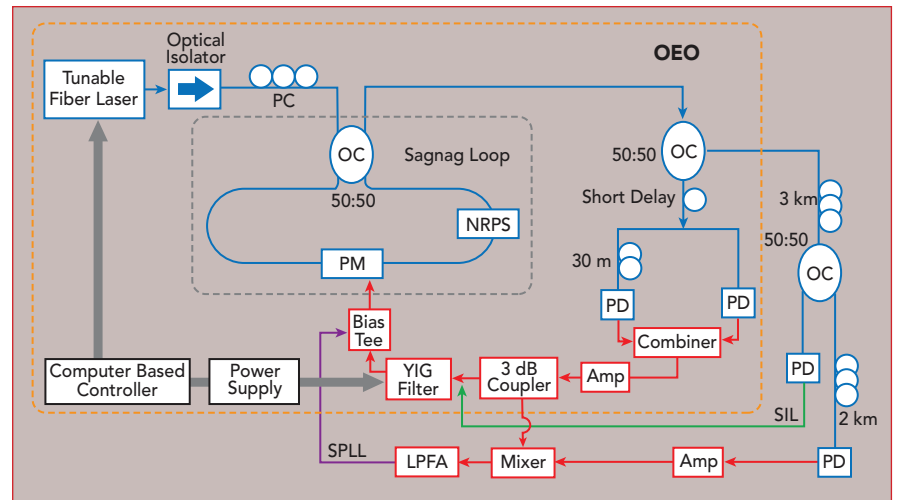 OEO
Optical
Isolator
Tunable
Fiber Laser
PC
OC
Sagnag Loop
50:50
NRPS
PM
50:50
OC
Short Delay
30 m
3 km
50:50
OC
PD
PD
Bias
Tee
Combiner
Computer Based
Controller
Power
Supply
YIG
Filter
3 dB
Coupler
Amp
PD
SIL
2 km
SPLL
LPFA
Mixer
Amp
PD